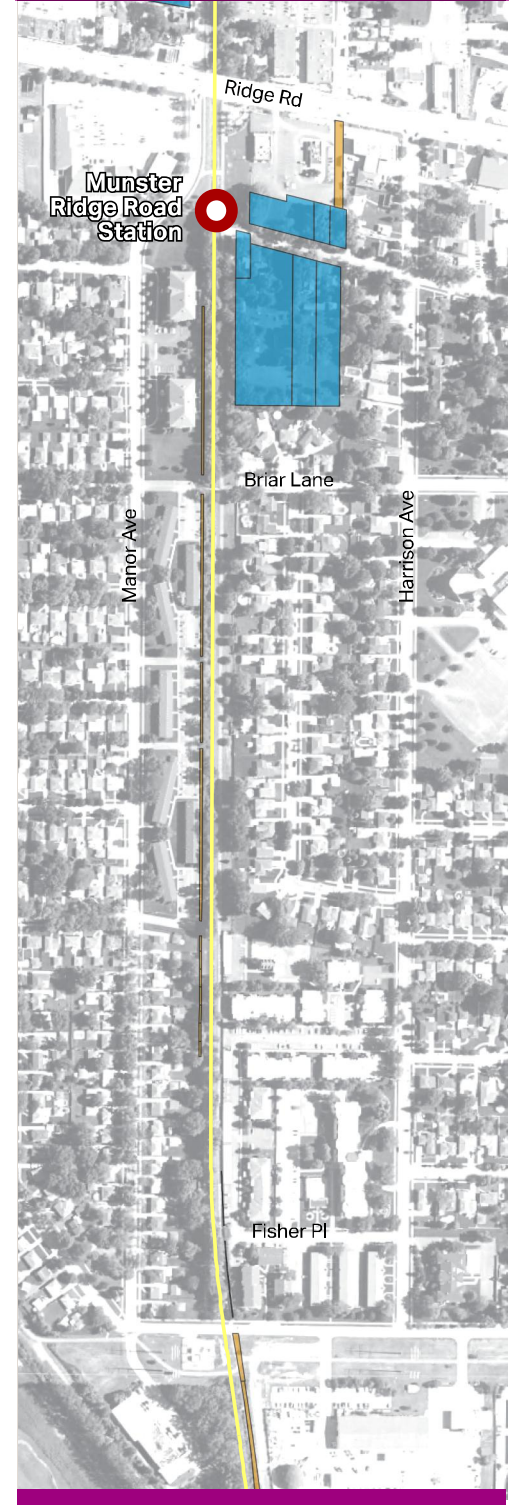 Ridge Rd
Munster
Ridge Road
Station
Briar Lane
Manor Ave
Harrison Ave
Fisher Pl